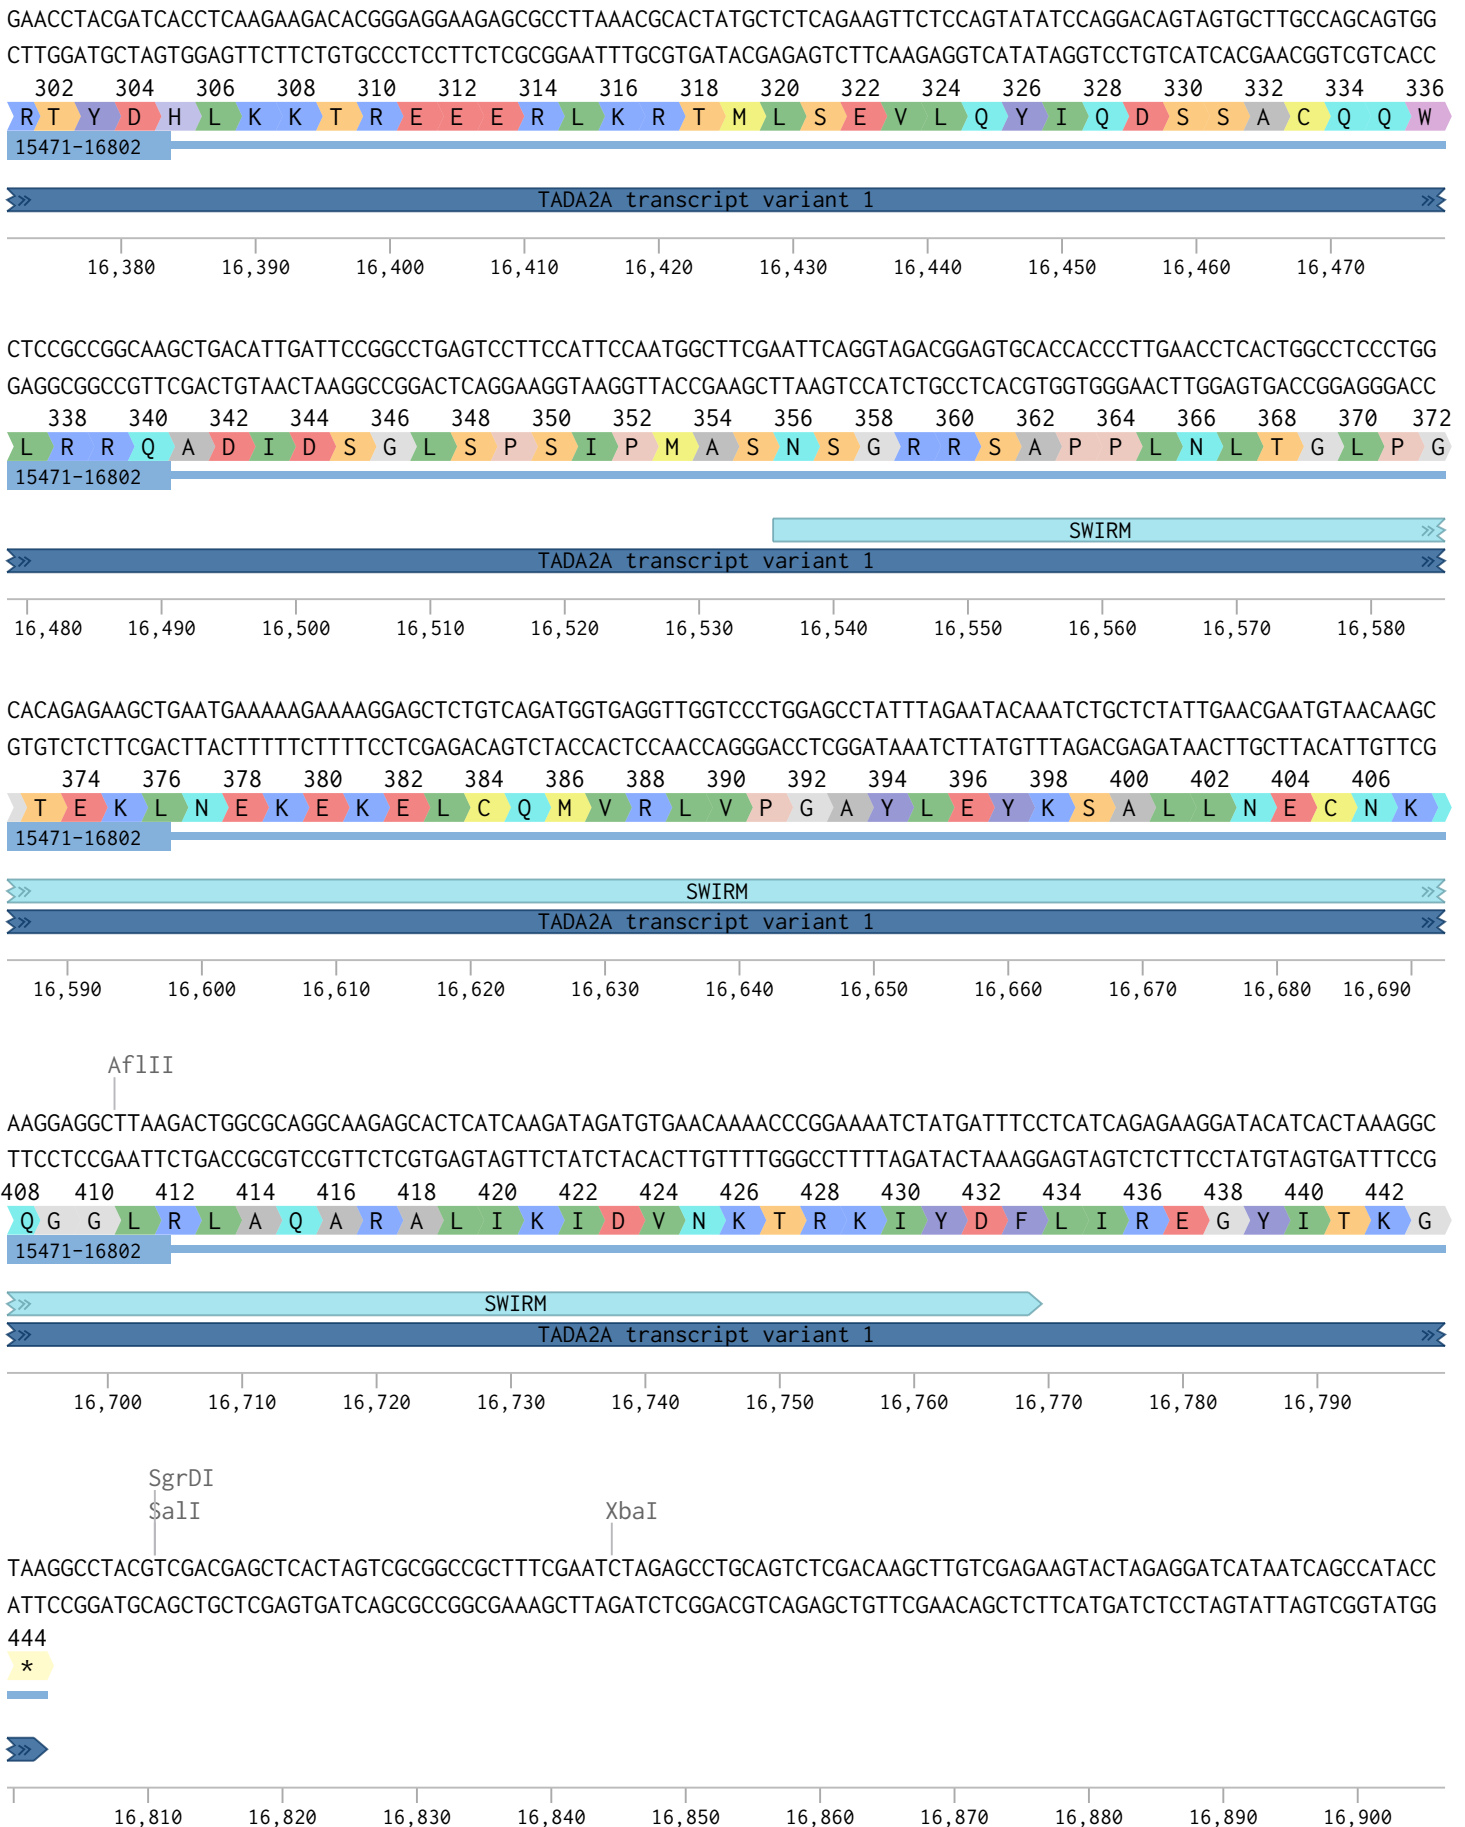 GAACCTACGATCACCTCAAGAAGACACGGGAGGAAGAGCGCCTTAAACGCACTATGCTCTCAGAAGTTCTCCAGTATATCCAGGACAGTAGTGCTTGCCAGCAGTGG
CTTGGATGCTAGTGGAGTTCTTCTGTGCCCTCCTTCTCGCGGAATTTGCGTGATACGAGAGTCTTCAAGAGGTCATATAGGTCCTGTCATCACGAACGGTCGTCACC
302 304 306 308 310 312 314 316 318 320 322 324 326 328 330 332 334 336
R T Y D H L K K T R E E E R L K R T M L S E V L Q Y I Q D S S A C Q Q W
15471-16802
TADA2A transcript variant 1
16,380 16,390 16,400 16,410 16,420 16,430 16,440 16,450 16,460 16,470
CTCCGCCGGCAAGCTGACATTGATTCCGGCCTGAGTCCTTCCATTCCAATGGCTTCGAATTCAGGTAGACGGAGTGCACCACCCTTGAACCTCACTGGCCTCCCTGG
GAGGCGGCCGTTCGACTGTAACTAAGGCCGGACTCAGGAAGGTAAGGTTACCGAAGCTTAAGTCCATCTGCCTCACGTGGTGGGAACTTGGAGTGACCGGAGGGACC
338 340 342 344 346 348 350 352 354 356 358 360 362 364 366 368 370 372
L R R Q A D I D S G L S P S I P M A S N S G R R S A P P L N L T G L P G
15471-16802
SWIRM
TADA2A transcript variant 1
16,480 16,490 16,500 16,510 16,520 16,530 16,540 16,550 16,560 16,570 16,580
CACAGAGAAGCTGAATGAAAAAGAAAAGGAGCTCTGTCAGATGGTGAGGTTGGTCCCTGGAGCCTATTTAGAATACAAATCTGCTCTATTGAACGAATGTAACAAGC
GTGTCTCTTCGACTTACTTTTTCTTTTCCTCGAGACAGTCTACCACTCCAACCAGGGACCTCGGATAAATCTTATGTTTAGACGAGATAACTTGCTTACATTGTTCG
374 376 378 380 382 384 386 388 390 392 394 396 398 400 402 404 406
T E K L N E K E K E L C Q M V R L V P G A Y L E Y K S A L L N E C N K
15471-16802
SWIRM
TADA2A transcript variant 1
16,590 16,600 16,610 16,620 16,630 16,640 16,650 16,660 16,670 16,680 16,690
AflII
AAGGAGGCTTAAGACTGGCGCAGGCAAGAGCACTCATCAAGATAGATGTGAACAAAACCCGGAAAATCTATGATTTCCTCATCAGAGAAGGATACATCACTAAAGGC
TTCCTCCGAATTCTGACCGCGTCCGTTCTCGTGAGTAGTTCTATCTACACTTGTTTTGGGCCTTTTAGATACTAAAGGAGTAGTCTCTTCCTATGTAGTGATTTCCG
408 410 412 414 416 418 420 422 424 426 428 430 432 434 436 438 440 442
Q G G L R L A Q A R A L I K I D V N K T R K I Y D F L I R E G Y I T K G
15471-16802
SWIRM
TADA2A transcript variant 1
16,700 16,710 16,720 16,730 16,740 16,750 16,760 16,770 16,780 16,790
SgrDI
SalI XbaI
TAAGGCCTACGTCGACGAGCTCACTAGTCGCGGCCGCTTTCGAATCTAGAGCCTGCAGTCTCGACAAGCTTGTCGAGAAGTACTAGAGGATCATAATCAGCCATACC
ATTCCGGATGCAGCTGCTCGAGTGATCAGCGCCGGCGAAAGCTTAGATCTCGGACGTCAGAGCTGTTCGAACAGCTCTTCATGATCTCCTAGTATTAGTCGGTATGG
444
*
16,810 16,820 16,830 16,840 16,850 16,860 16,870 16,880 16,890 16,900